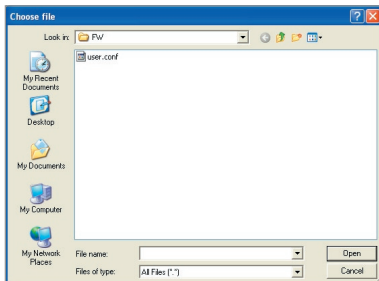 Choose file
Look in: FW
user.conf
My Recent Documents
Desktop
My Documents
My Computer
My Network Places
File name:
Open
Files of type: All Files (*.*)
Cancel